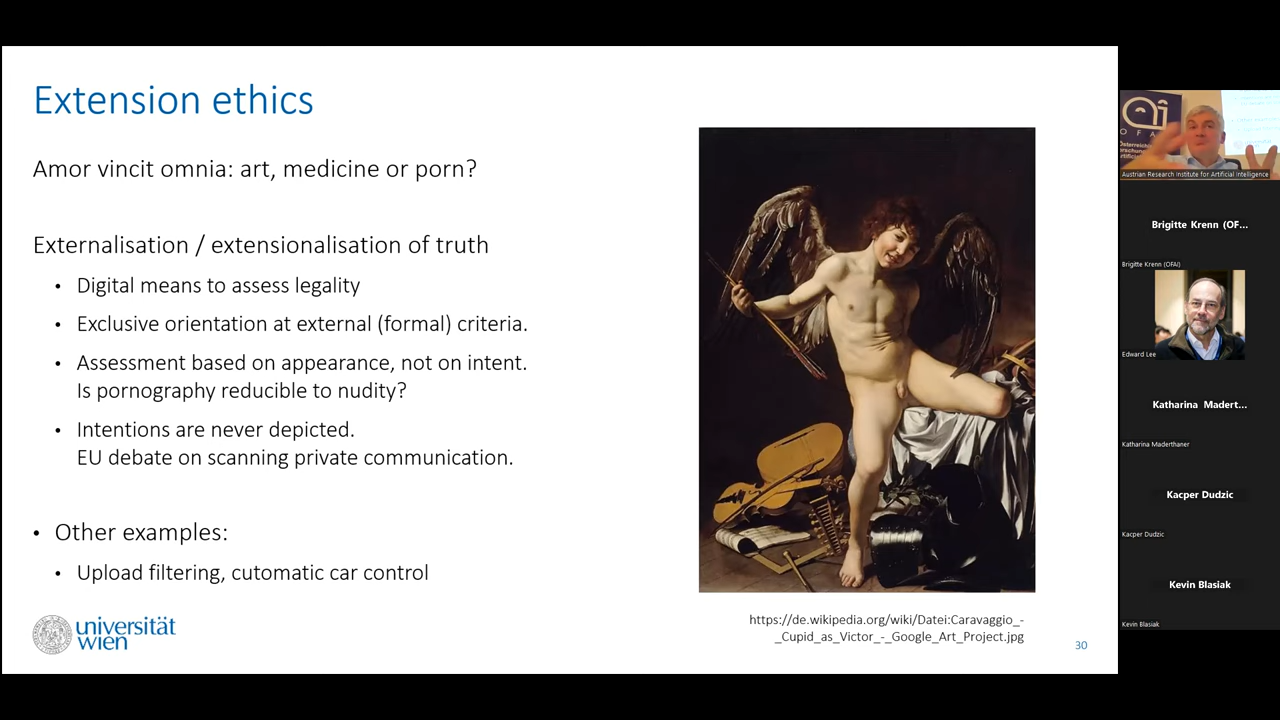 Extension ethics
Amor vincit omnia: art, medicine or porn?
Externalisation / extensionalisation of truth
• Digital means to assess legality
• Exclusive orientation at external (formal) criteria.
• Assessment based on appearance, not on intent.
Is pornography reducible to nudity?
• Intentions are never depicted.
EU debate on scanning private communication.
• Other examples:
• Upload filtering, cutomatic car control
universität
wien
https://de.wikipedia.org/wiki/Datei:Caravaggio_-
_Cupid_as_Victor_-_Google_Art_Project.jpg
30
OFAI
Austrian Research Institute for Artificial Intelligence
Brigitte Krenn (OF...
Brigitte Krenn (OFAI)
Edward Lee
Katharina Madert...
Katharina Maderthaner
Kacper Dudzic
Kacper Dudzic
Kevin Blasiak
Kevin Blasiak